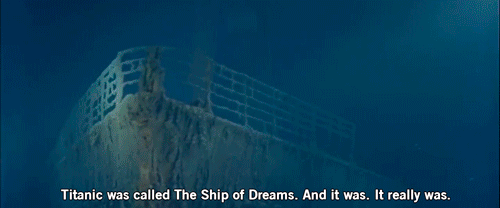 Titanic was called The Ship of Dreams. And it was. It really was.